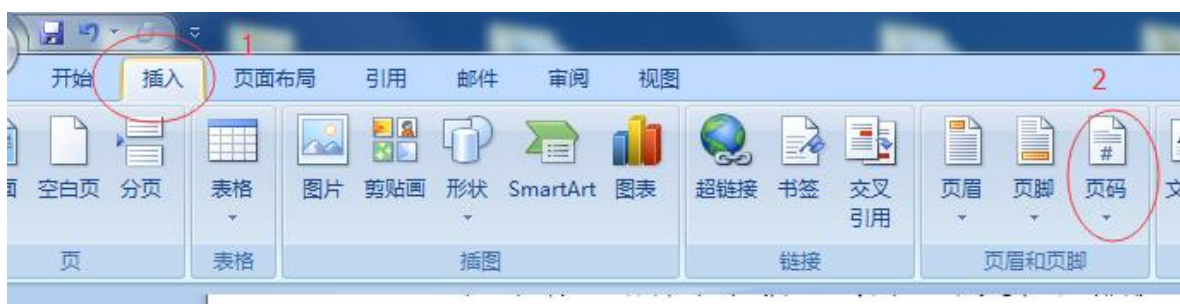 1
开始 插入 页面布局 引用 邮件 审阅 视图
2
空白页 分页 表格 图片 剪贴画 形状 SmartArt 图表 超链接 书签 交叉引用 页眉 页脚 # 页码
页 表格 插图 链接 页眉和页脚